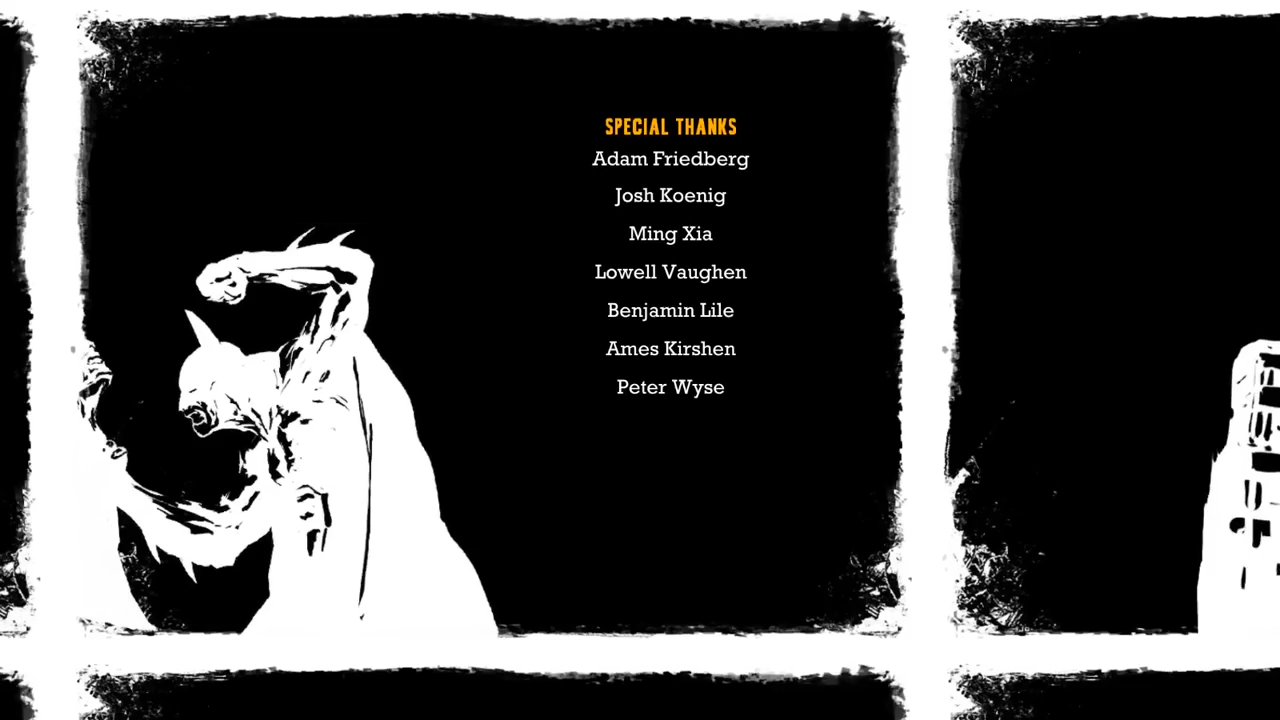 SPECIAL THANKS
Adam Friedberg
Josh Koenig
Ming Xia
Lowell Vaughen
Benjamin Lile
Ames Kirshen
Peter Wyse